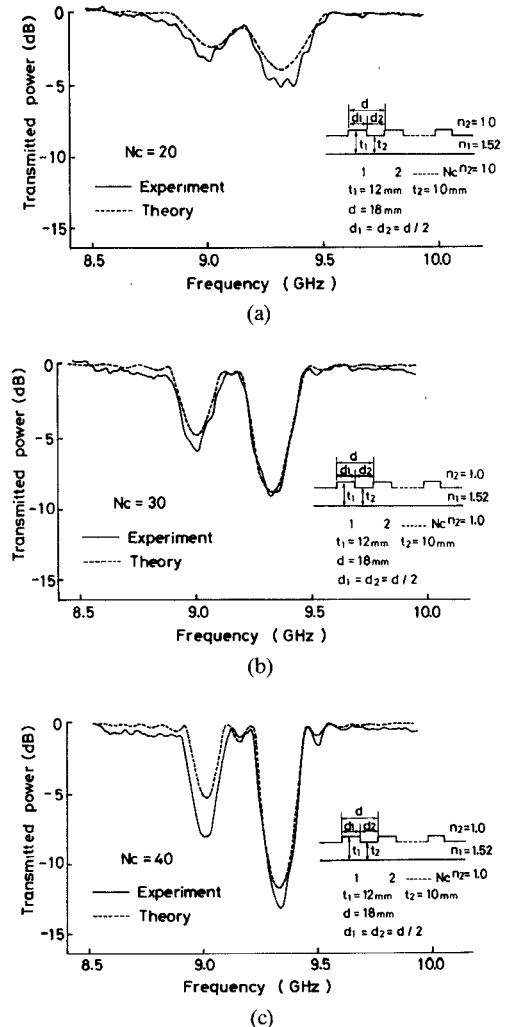 0
-5
-10
-15
Transmitted power (dB)
Nc = 20
Experiment
Theory
d
d1 d2
t1 t2
n2=1.0
n1=1.52
1 2 ----- Nc n2=1.0
t1=12mm t2=10mm
d=18mm
d1=d2=d/2
8.5 9.0 9.5 10.0
Frequency (GHz)
(a)
0
-5
-10
-15
Transmitted power (dB)
Nc = 30
Experiment
Theory
d
d1 d2
t1 t2
n2=1.0
n1=1.52
1 2 ----- Nc n2=1.0
t1=12mm t2=10mm
d=18mm
d1=d2=d/2
8.5 9.0 9.5 10.0
Frequency (GHz)
(b)
0
-5
-10
-15
Transmitted power (dB)
Nc = 40
Experiment
Theory
d
d1 d2
t1 t2
n2=1.0
n1=1.52
1 2 ----- Nc n2=1.0
t1=12mm t2=10mm
d=18mm
d1=d2=d/2
8.5 9.0 9.5 10.0
Frequency (GHz)
(c)